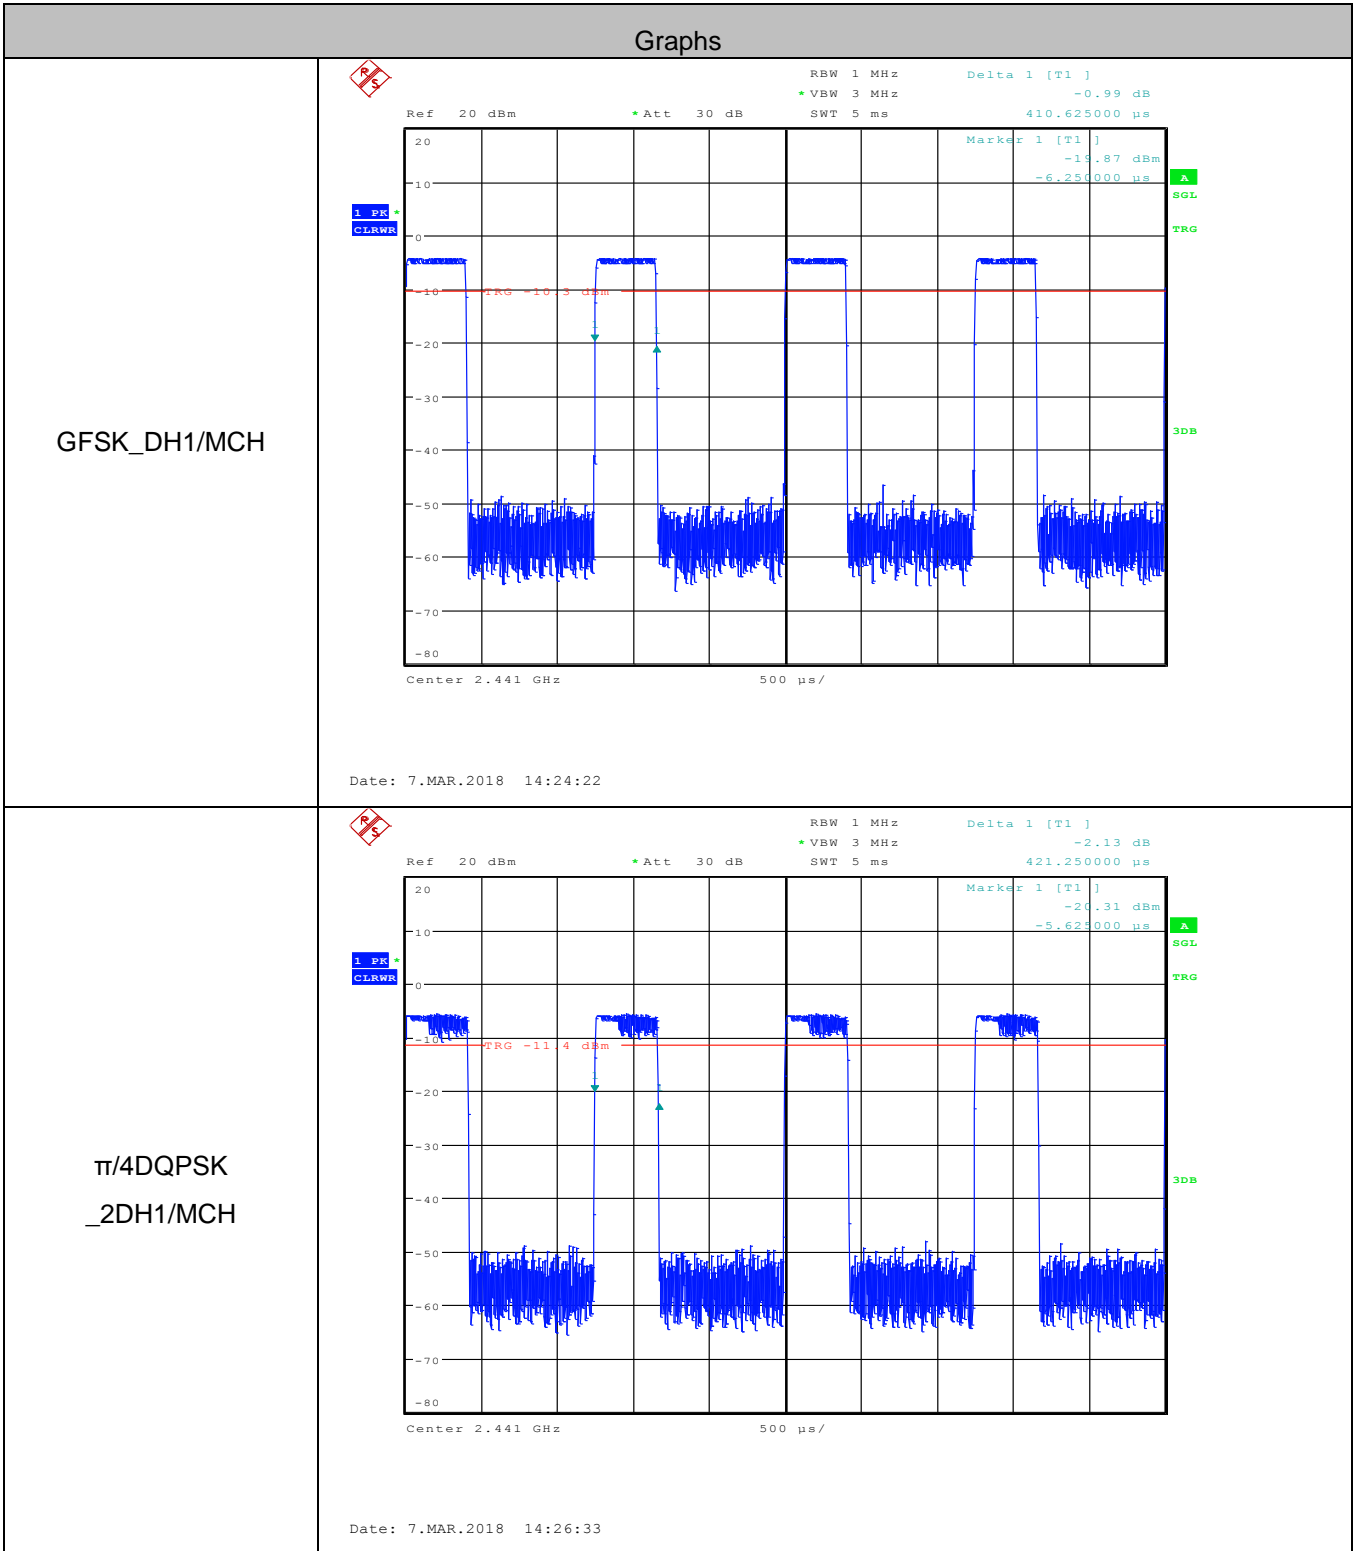 Graphs
GFSK_DH1/MCH
R S
RBW 1 MHz Delta 1 [T1 ]
* VBW 3 MHz -0.99 dB
Ref 20 dBm * Att 30 dB SWT 5 ms 410.625000 µs
20 Marker 1 [T1 ]
-19.87 dBm
10 -6.250000 µs A
SGL
1 PK *
CLRWR TRG
0
-10 TRG -10.3 dBm
1 1
-20
-30
3DB
-40
-50
-60
-70
-80
Center 2.441 GHz 500 µs/
Date: 7.MAR.2018 14:24:22
π/4DQPSK
_2DH1/MCH
R S
RBW 1 MHz Delta 1 [T1 ]
* VBW 3 MHz -2.13 dB
Ref 20 dBm * Att 30 dB SWT 5 ms 421.250000 µs
20 Marker 1 [T1 ]
-20.31 dBm
10 -5.625000 µs A
SGL
1 PK *
CLRWR TRG
0
-10
TRG -11.4 dBm
1
-20
-30
3DB
-40
-50
-60
-70
-80
Center 2.441 GHz 500 µs/
Date: 7.MAR.2018 14:26:33